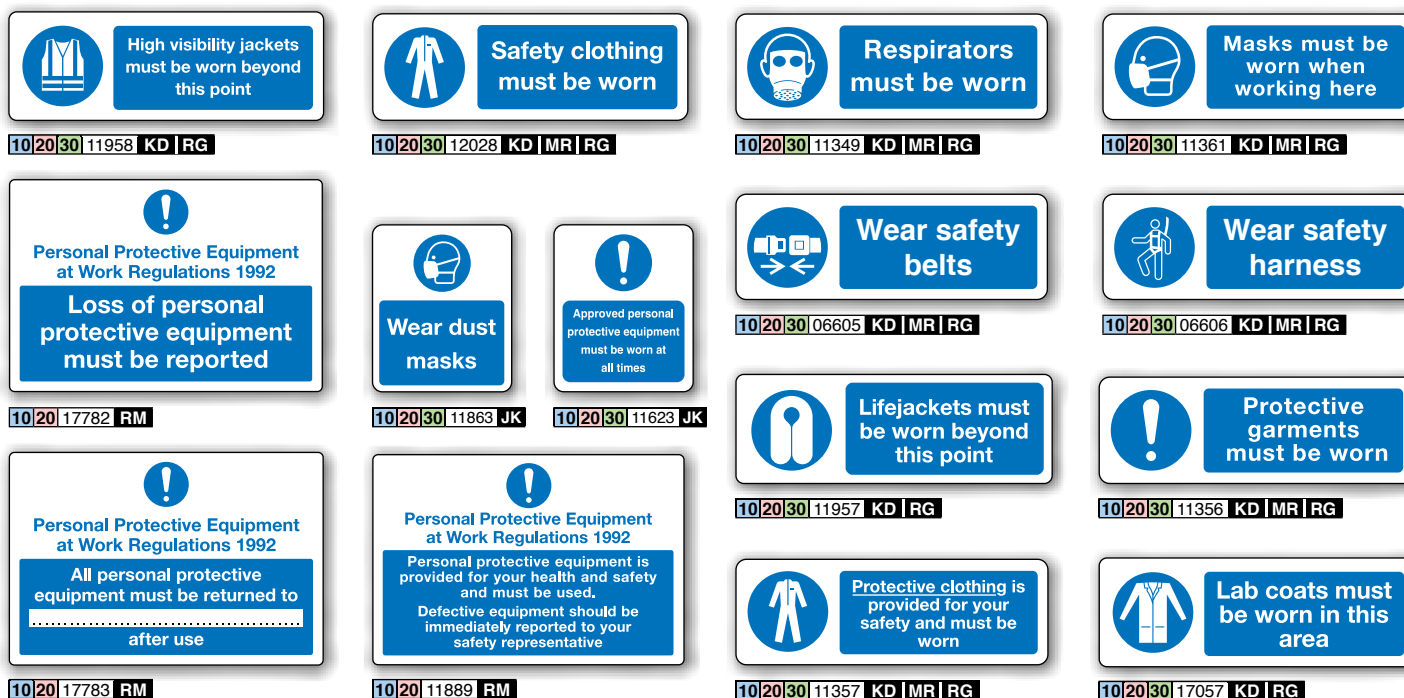 High visibility jackets
must be worn beyond
this point
10 20 30 11958 KD RG
Safety clothing
must be worn
10 20 30 12028 KD MR RG
Respirators
must be worn
10 20 30 11349 KD MR RG
Masks must be
worn when
working here
10 20 30 11361 KD MR RG
Personal Protective Equipment
at Work Regulations 1992
Loss of personal
protective equipment
must be reported
10 20 17782 RM
Wear dust
masks
10 20 30 11863 JK
Approved personal
protective equipment
must be worn at
all times
10 20 30 11623 JK
Wear safety
belts
10 20 30 06605 KD MR RG
Wear safety
harness
10 20 30 06606 KD MR RG
Lifejackets must
be worn beyond
this point
10 20 30 11957 KD RG
Protective
garments
must be worn
10 20 30 11356 KD MR RG
Personal Protective Equipment
at Work Regulations 1992
All personal protective
equipment must be returned to
after use
10 20 17783 RM
Personal Protective Equipment
at Work Regulations 1992
Personal protective equipment is
provided for your health and safety
and must be used.
Defective equipment should be
immediately reported to your
safety representative
10 20 11889 RM
Protective clothing is
provided for your
safety and must be
worn
10 20 30 11357 KD MR RG
Lab coats must
be worn in this
area
10 20 30 17057 KD RG